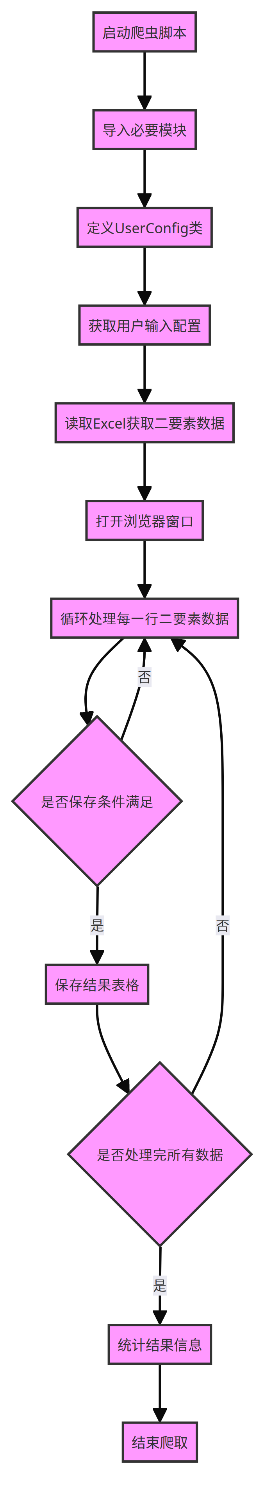 启动爬虫脚本
导入必要模块
定义UserConfig类
获取用户输入配置
读取Excel获取二要素数据
打开浏览器窗口
循环处理每一行二要素数据
否
是否保存条件满足
是
否
保存结果表格
是否处理完所有数据
是
统计结果信息
结束爬取